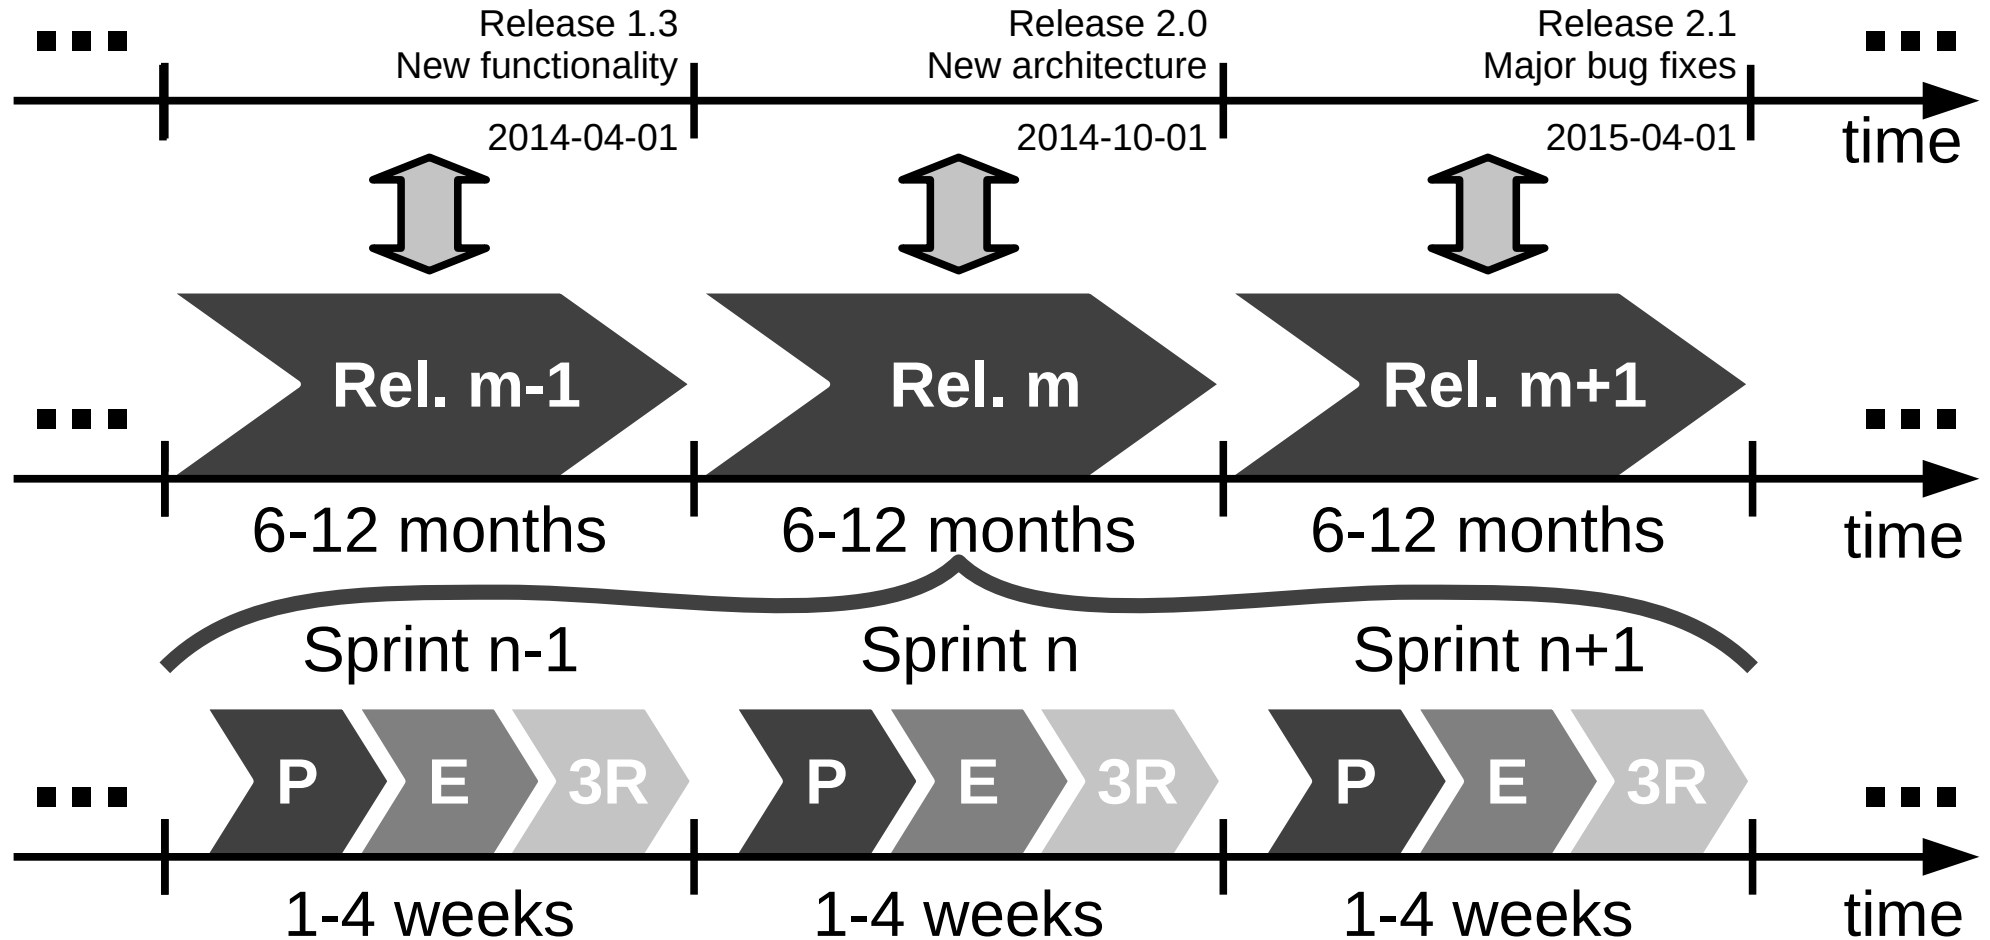 Release 1.3
New functionality
Release 2.0
New architecture
Release 2.1
Major bug fixes
2014-04-01
2014-10-01
2015-04-01
time
Rel. m-1
Rel. m
Rel. m+1
6-12 months
6-12 months
6-12 months
time
Sprint n-1
Sprint n
Sprint n+1
P
E
3R
P
E
3R
P
E
3R
1-4 weeks
1-4 weeks
1-4 weeks
time